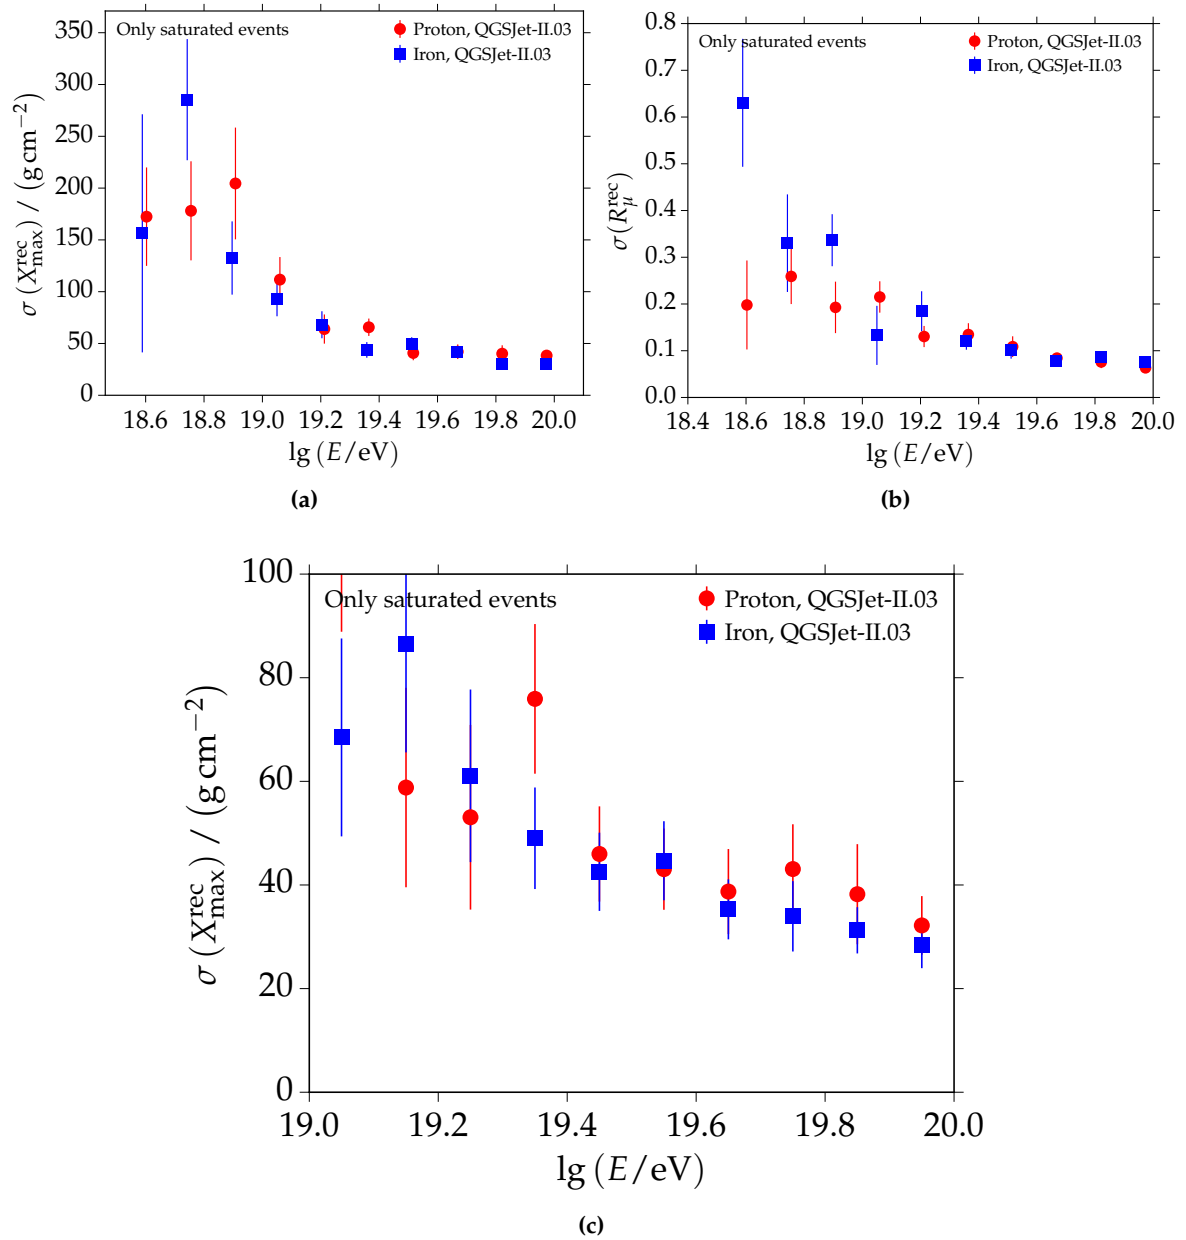 Only saturated events
Proton, QGSJet-II.03
Iron, QGSJet-II.03
350
300
250
200
150
100
50
0
σ (X_max^rec) / (g cm⁻²)
18.6 18.8 19.0 19.2 19.4 19.6 19.8 20.0
lg (E/eV)
(a)
Only saturated events
Proton, QGSJet-II.03
Iron, QGSJet-II.03
0.8
0.7
0.6
0.5
0.4
0.3
0.2
0.1
0.0
σ(R_μ^rec)
18.4 18.6 18.8 19.0 19.2 19.4 19.6 19.8 20.0
lg (E/eV)
(b)
Only saturated events
Proton, QGSJet-II.03
Iron, QGSJet-II.03
100
80
60
40
20
0
σ (X_max^rec) / (g cm⁻²)
19.0 19.2 19.4 19.6 19.8 20.0
lg (E/eV)
(c)